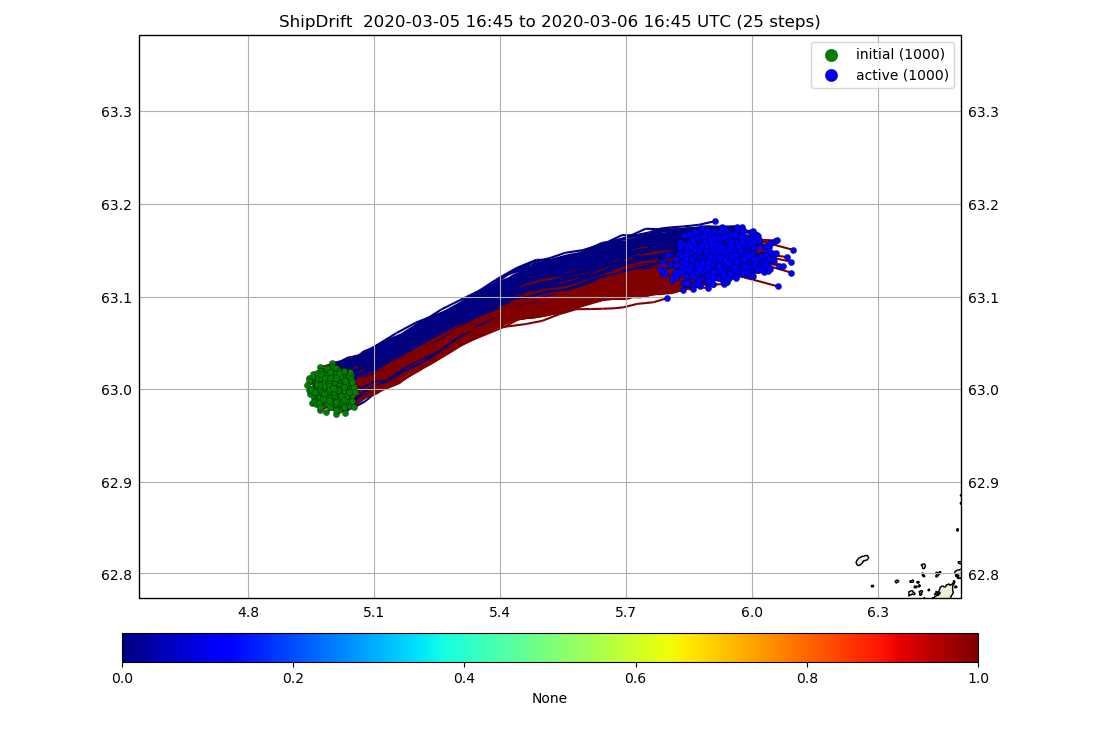 ShipDrift  2020-03-05 16:45 to 2020-03-06 16:45 UTC (25 steps)
initial (1000)
active (1000)
63.3 63.3
63.2 63.2
63.1 63.1
63.0 63.0
62.9 62.9
62.8 62.8
4.8 5.1 5.4 5.7 6.0 6.3
0.0 0.2 0.4 0.6 0.8 1.0
None